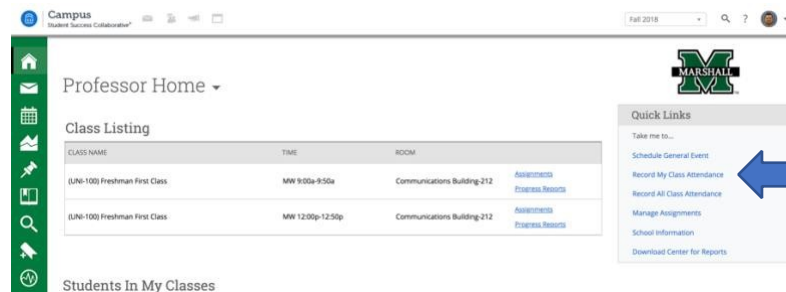 Campus
Student Success Collaborative™
Fall 2018
?
MARSHALL
Professor Home
Quick Links
Class Listing
Take me to...
CLASS NAME TIME ROOM
Schedule General Event
(UNI-100) Freshman First Class MW 9:00a-9:50a Communications Building-212 Assignments
Progress Reports
Record My Class Attendance
Record All Class Attendance
(UNI-100) Freshman First Class MW 12:00p-12:50p Communications Building-212 Assignments
Progress Reports
Manage Assignments
School Information
Download Center for Reports
Students In My Classes